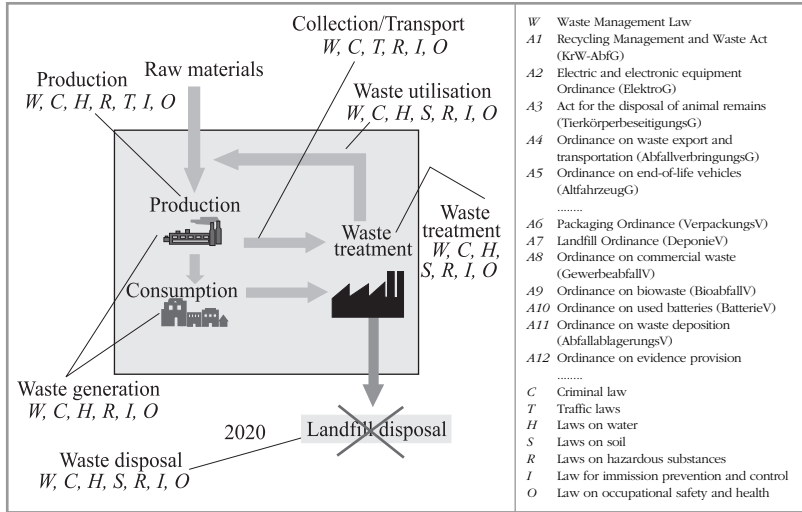 Collection/Transport
W, C, T, R, I, O
Production
W, C, H, R, T, I, O
Raw materials
Waste utilisation
W, C, H, S, R, I, O
Production
Waste
treatment
Waste
treatment
W, C, H,
S, R, I, O
Consumption
Waste generation
W, C, H, R, I, O
2020
Landfill disposal
Waste disposal
W, C, H, S, R, I, O
W Waste Management Law
A1 Recycling Management and Waste Act
(KrW-AbfG)
A2 Electric and electronic equipment
Ordinance (ElektroG)
A3 Act for the disposal of animal remains
(TierkörperbeseitigungsG)
A4 Ordinance on waste export and
transportation (AbfallverbringungsG)
A5 Ordinance on end-of-life vehicles
(AltfahrzeugG)
........
A6 Packaging Ordinance (VerpackungsV)
A7 Landfill Ordinance (DeponieV)
A8 Ordinance on commercial waste
(GewerbeabfallV)
A9 Ordinance on biowaste (BioabfallV)
A10 Ordinance on used batteries (BatterieV)
A11 Ordinance on waste deposition
(AbfallablagerungsV)
A12 Ordinance on evidence provision
........
C Criminal law
T Traffic laws
H Laws on water
S Laws on soil
R Laws on hazardous substances
I Law for immission prevention and control
O Law on occupational safety and health